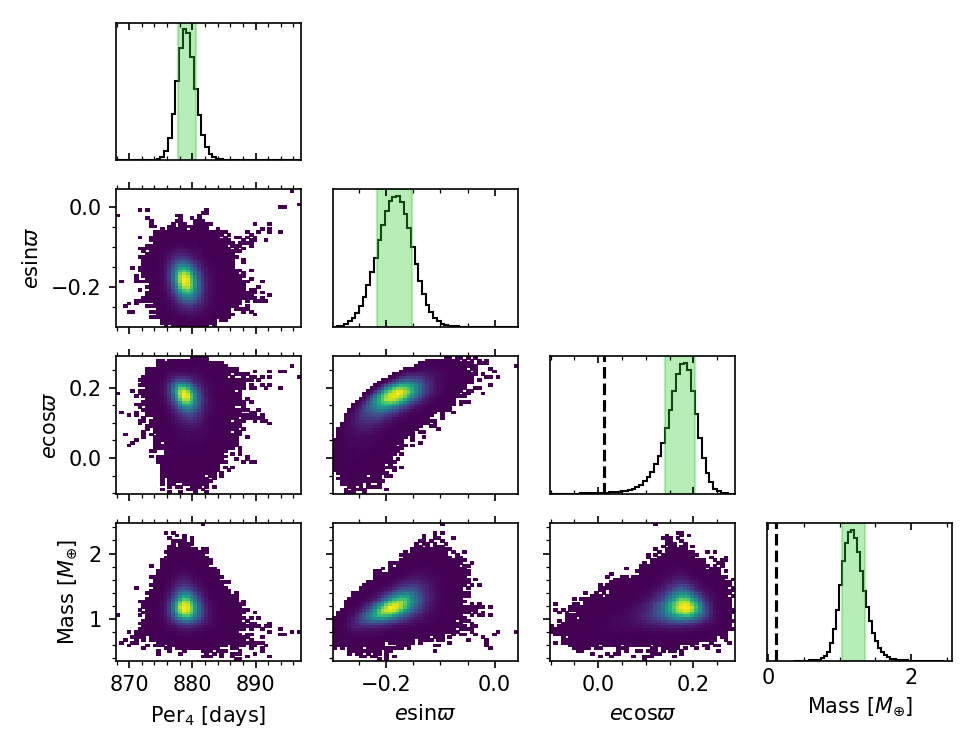 0.0
−0.2
esinϖ
0.2
0.0
ecosϖ
2
1
Mass [M⊕]
870 880 890
−0.2 0.0
0.0 0.2
0 2
Per₄ [days]
esinϖ
ecosϖ
Mass [M⊕]